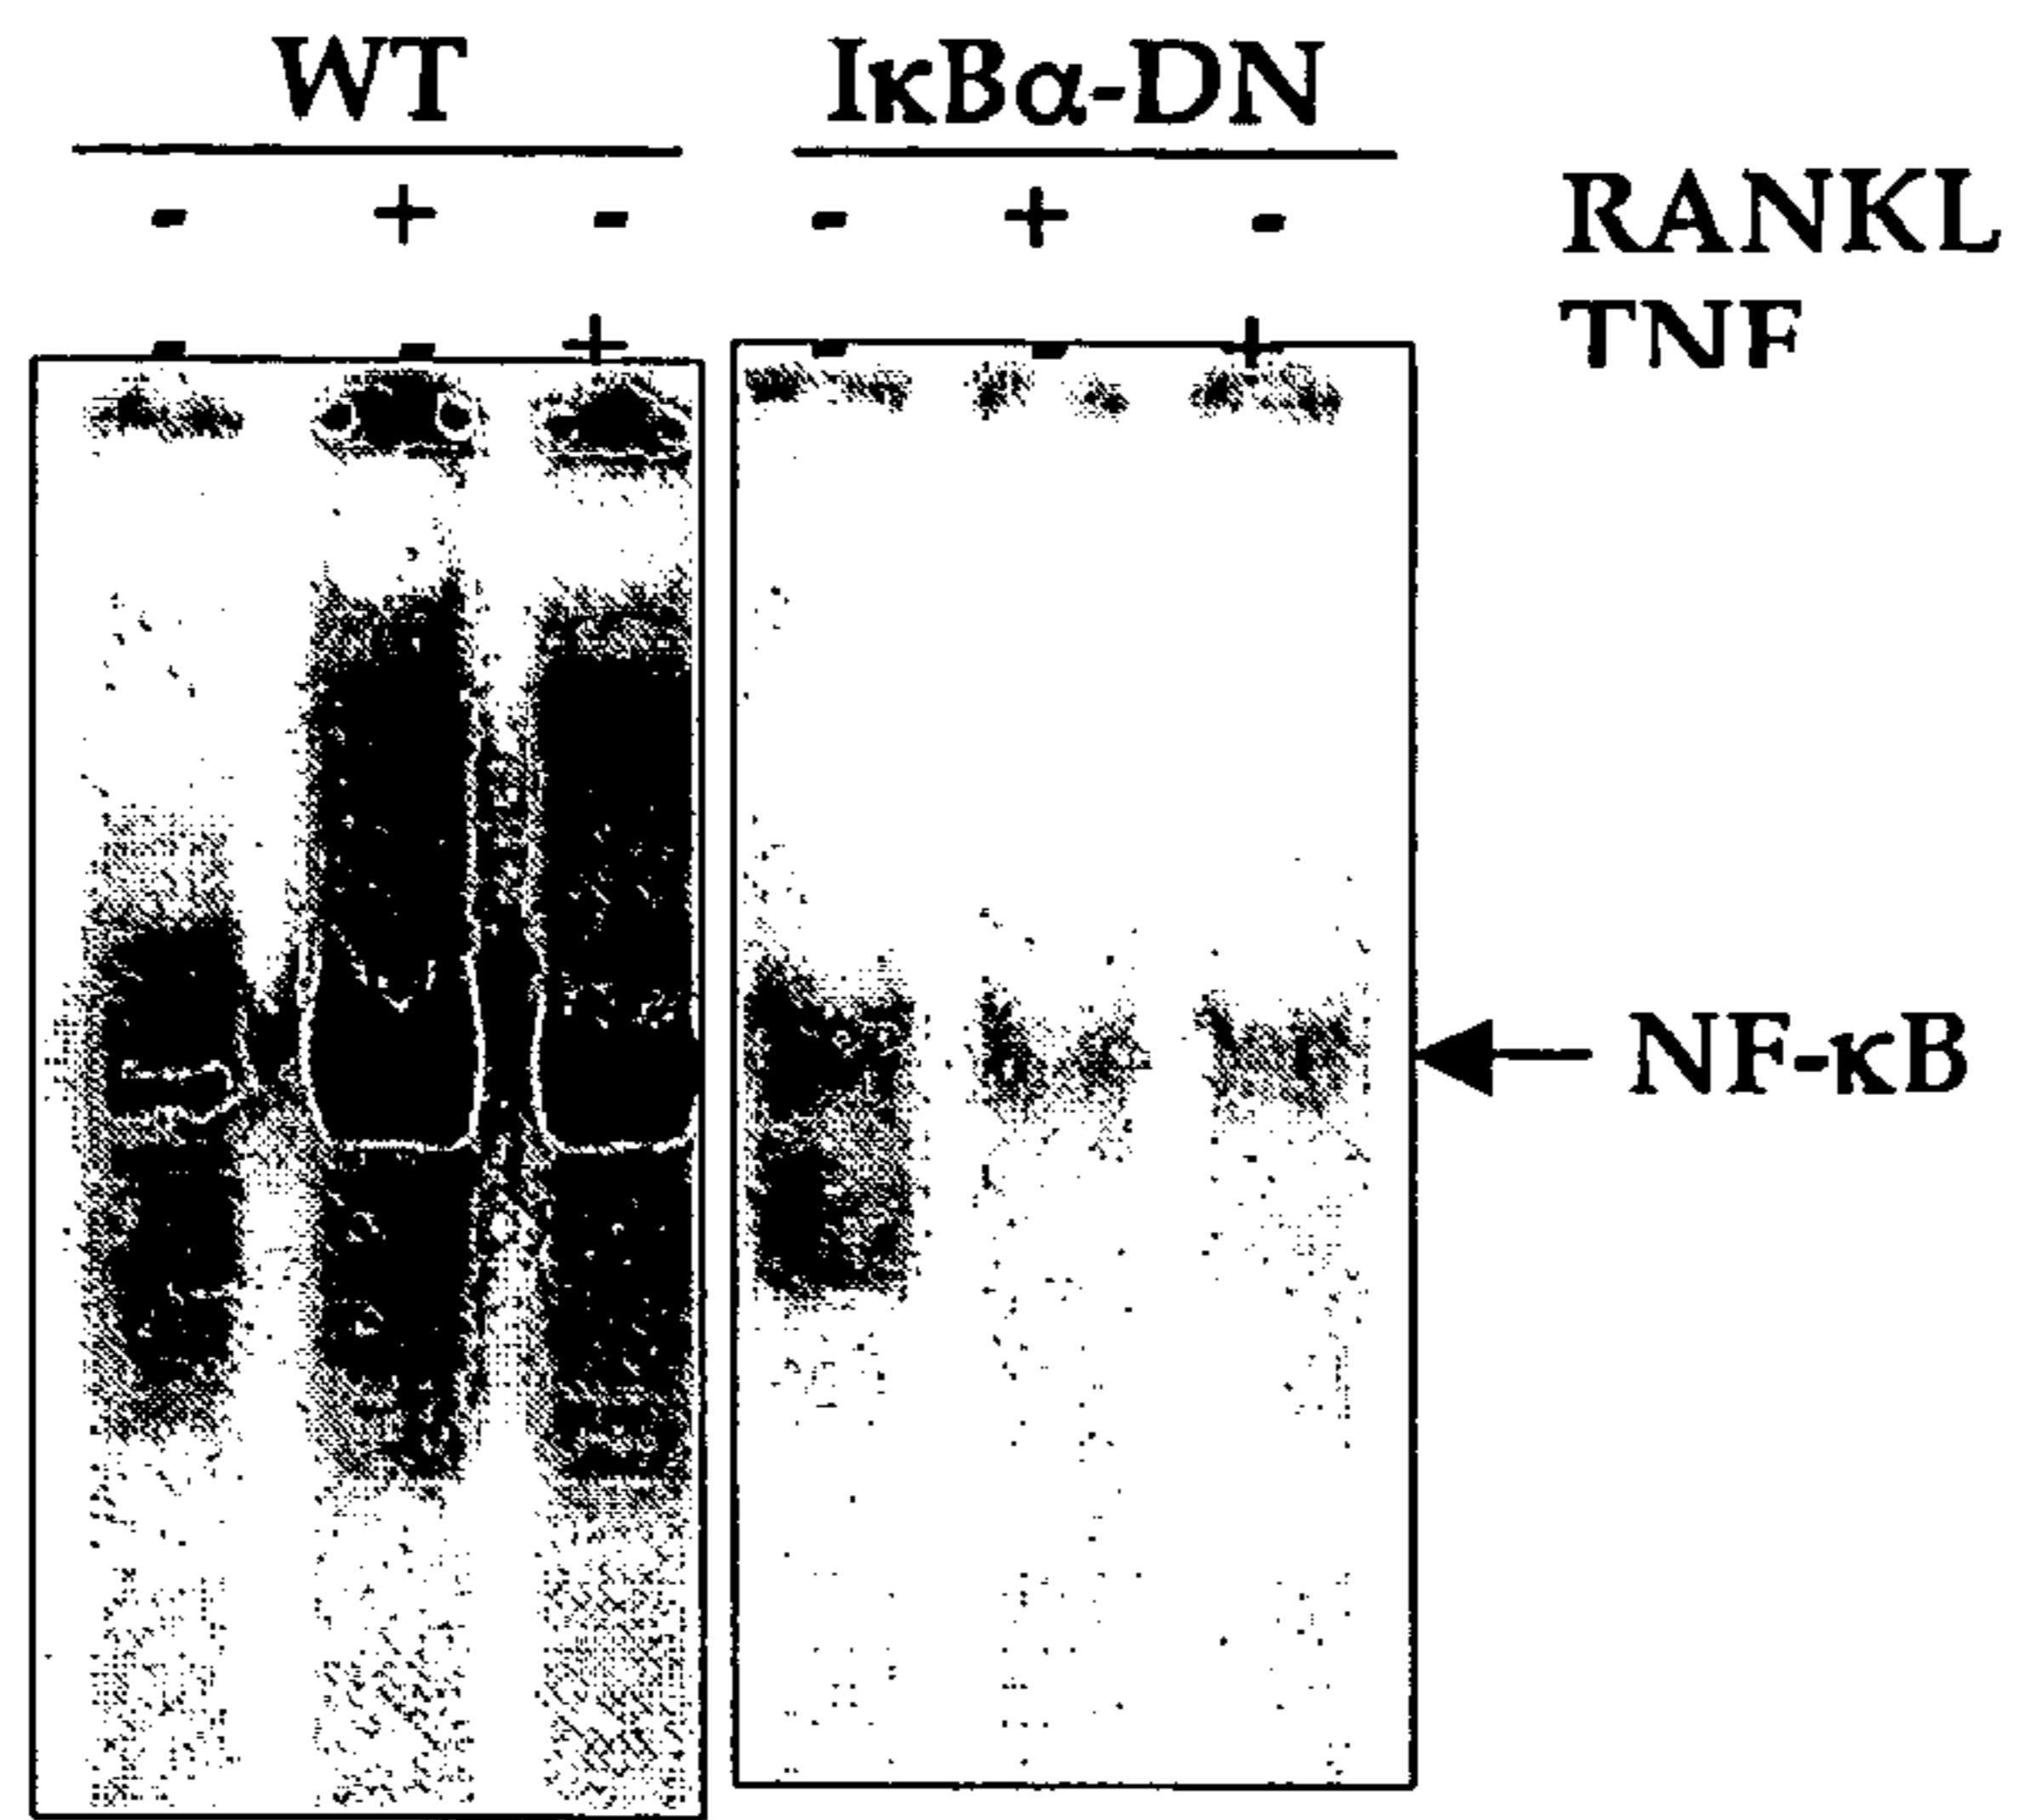 WT IκBα-DN
- + - - + - RANKL
- - + - - + TNF
NF-κB